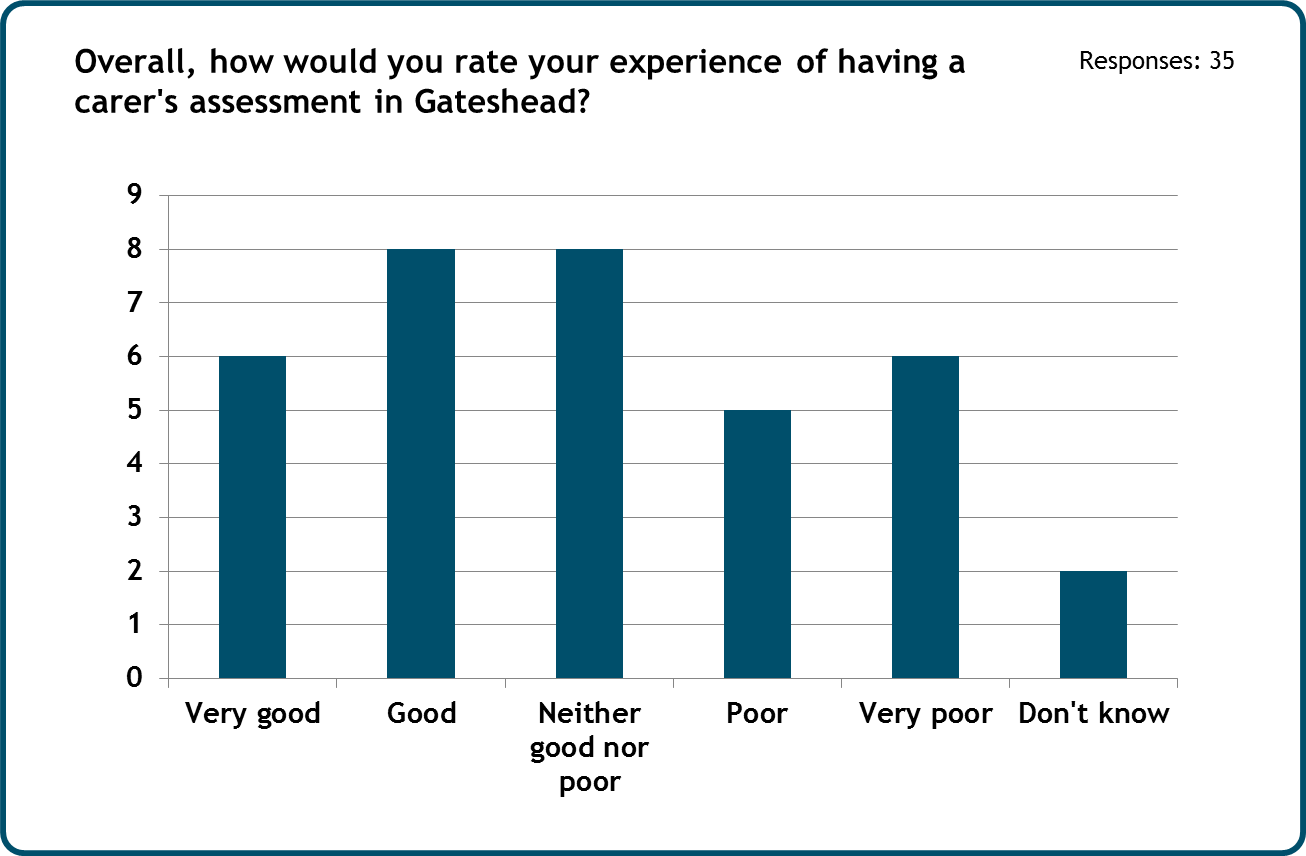 Overall, how would you rate your experience of having a
carer's assessment in Gateshead?
Responses: 35
9
8
7
6
5
4
3
2
1
0
Very good
Good
Neither
good nor
poor
Poor
Very poor
Don't know